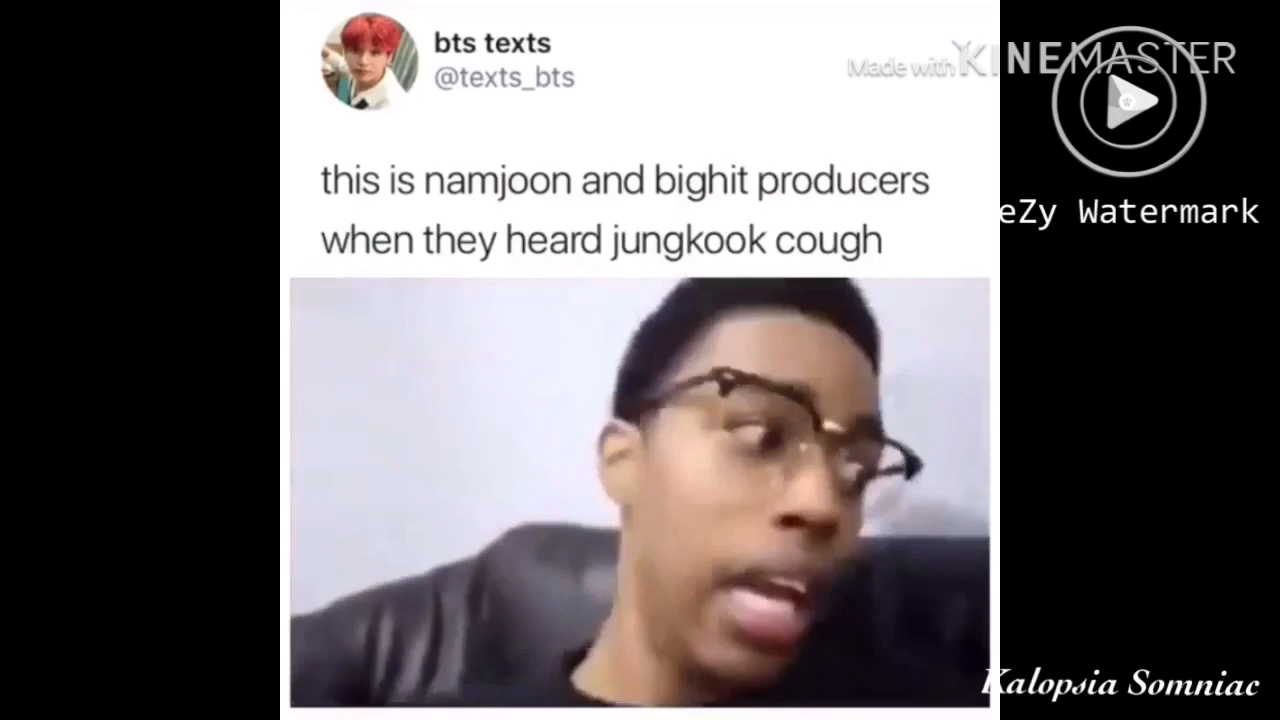 bts texts
@texts_bts
Made with KINEMASTER
this is namjoon and bighit producers
when they heard jungkook cough
eZy Watermark
Kalopsia Somniac